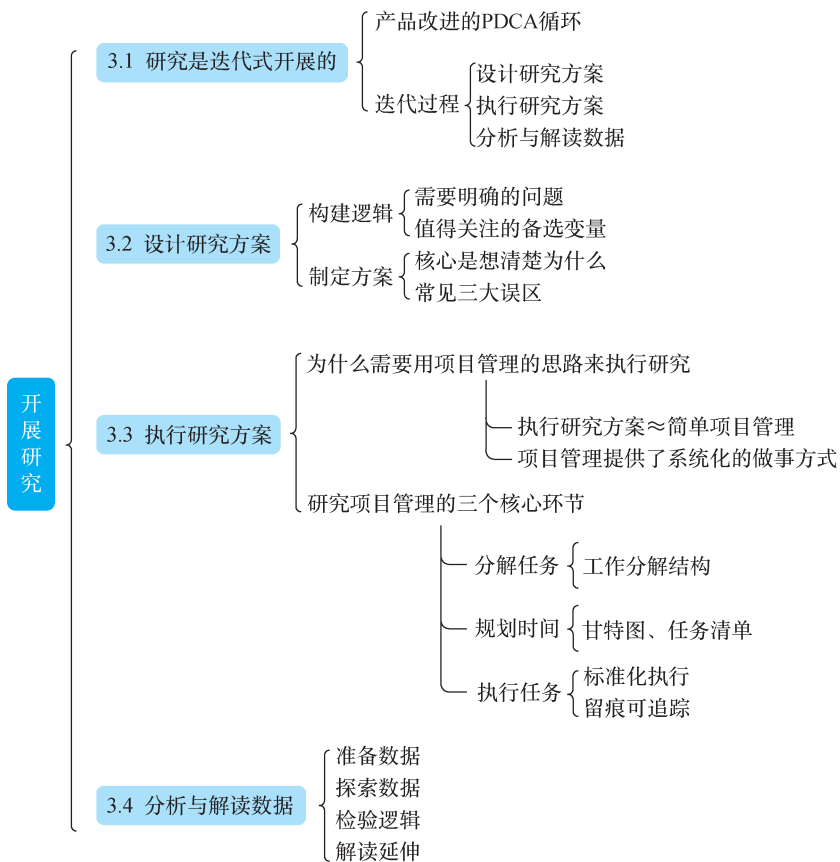 开展研究
3.1 研究是迭代式开展的
产品改进的PDCA循环
迭代过程
设计研究方案
执行研究方案
分析与解读数据
3.2 设计研究方案
构建逻辑
需要明确的问题
值得关注的备选变量
制定方案
核心是想清楚为什么
常见三大误区
3.3 执行研究方案
为什么需要用项目管理的思路来执行研究
执行研究方案≈简单项目管理
项目管理提供了系统化的做事方式
研究项目管理的三个核心环节
分解任务
工作分解结构
规划时间
甘特图、任务清单
执行任务
标准化执行
留痕可追踪
3.4 分析与解读数据
准备数据
探索数据
检验逻辑
解读延伸